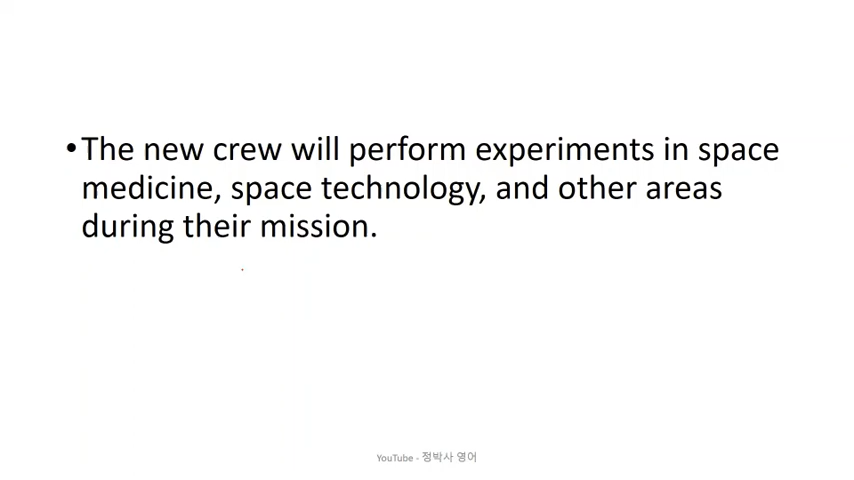 •The new crew will perform experiments in space
medicine, space technology, and other areas
during their mission.
YouTube - 정박사 영어